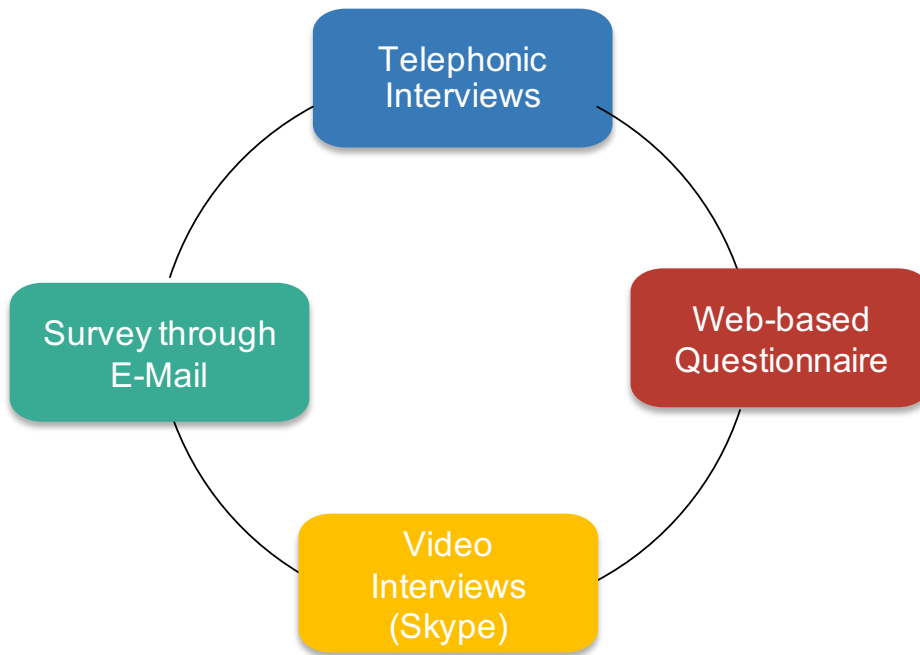 Telephonic
Interviews
Web-based
Questionnaire
Survey through
E-Mail
Video
Interviews
(Skype)